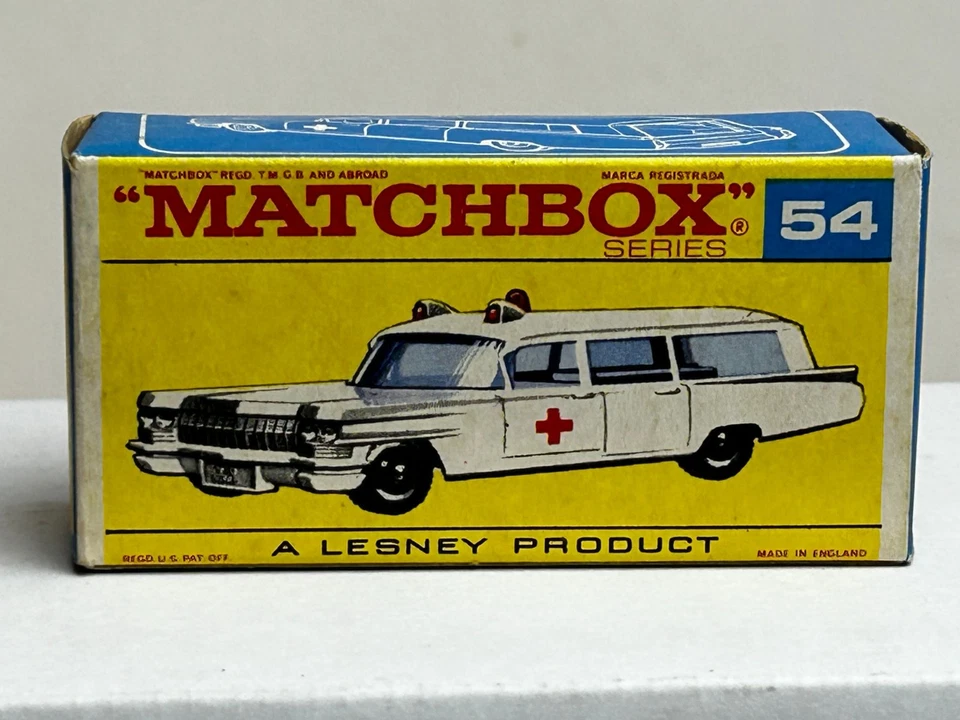 "MATCHBOX" REGD. T.M. G.B. AND ABROAD MARCA REGISTRADA
"MATCHBOX"®
SERIES
54
A LESNEY PRODUCT
REGD. U.S. PAT. OFF. MADE IN ENGLAND